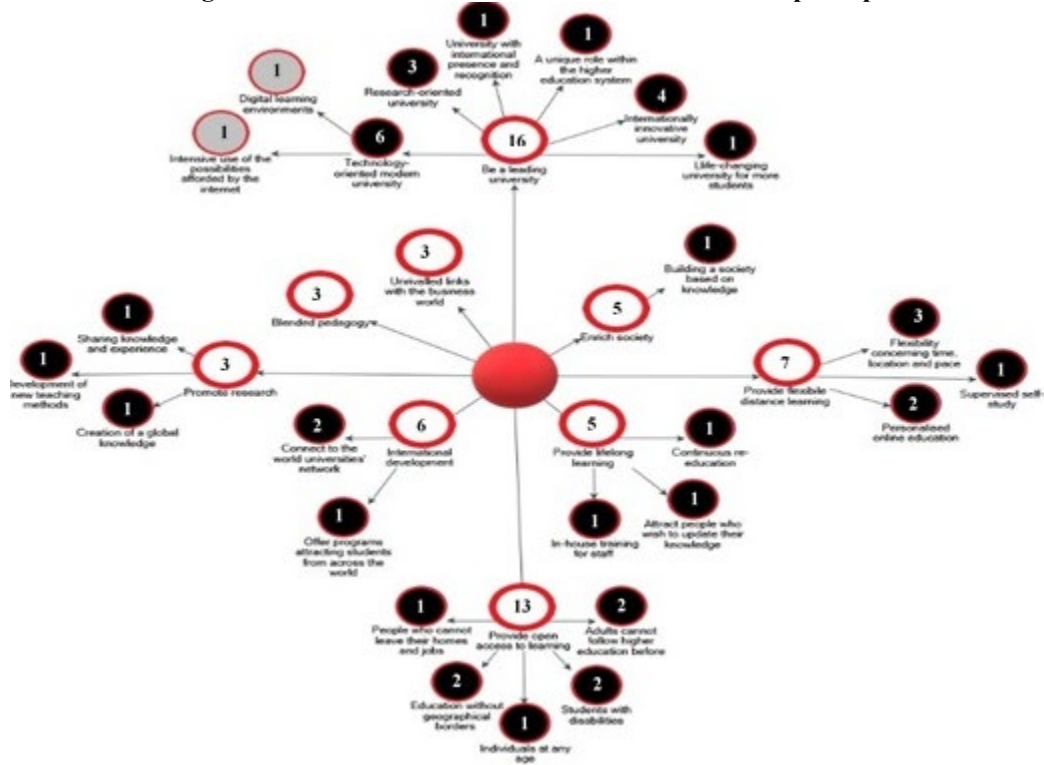 1
University with
international
presence and
recognition
1
A unique role within
the higher
education system
3
Research-oriented
university
4
Internationally
innovative
university
1
Digital learning
environments
1
Intensive use of the
possibilities
afforded by the
internet
6
Technology-
oriented modern
university
16
Be a leading
university
1
Life-changing
university for more
students
3
Unrivalled links
with the business
world
3
Blended pedagogy
1
Building a society
based on
knowledge
5
Enrich society
1
Sharing knowledge
and experience
1
evelopment of
new teaching
methods
3
Promote research
1
Creation of a global
knowledge
7
Provide flexibile
distance learning
3
Flexibility
concerning time,
location and pace
1
Supervised self-
study
2
Personalised
online education
6
International
development
2
Connect to the
world universities'
network
1
Offer programs
attracting students
from across the
world
5
Provide lifelong
learning
1
Continuous re-
education
1
In-house training
for staff
1
Attract people who
wish to update their
knowledge
13
Provide open
access to learning
1
People who cannot
leave their homes
and jobs
2
Adults cannot
follow higher
education before
2
Education without
geographical
borders
1
Individuals at any
age
2
Students with
disabilities